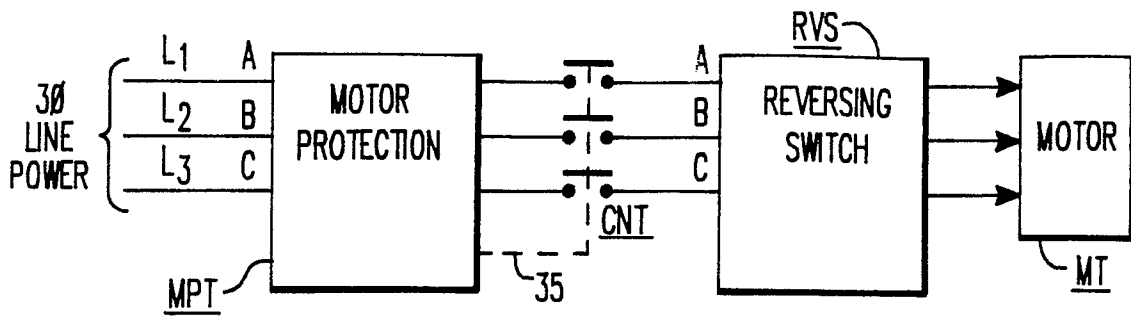 3Ø
LINE
POWER
L1 A
L2 B
L3 C
MOTOR
PROTECTION
MPT
35
CNT
A
B
C
RVS
REVERSING
SWITCH
MOTOR
MT